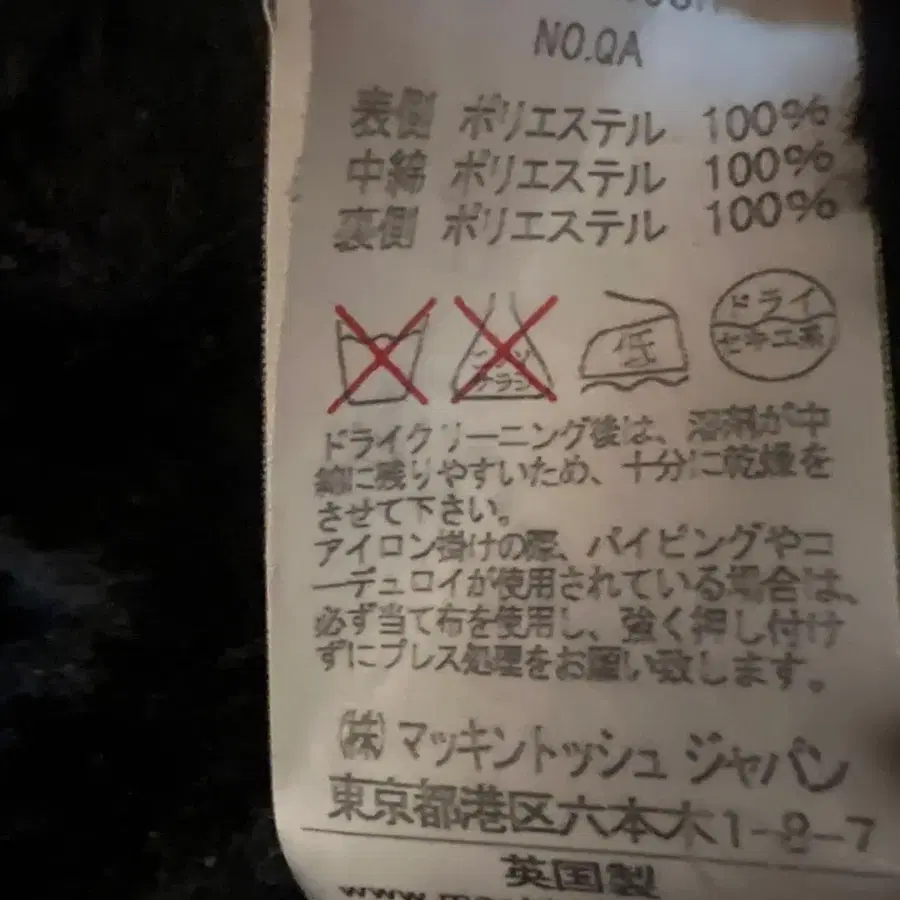 NO.QA
表側 ポリエステル 100%
中綿 ポリエステル 100%
裏側 ポリエステル 100%
低
ドライ
セキユ系
ドライクリーニング後は、溶剤が中
綿に残りやすいため、十分に乾燥を
させて下さい。
アイロン掛けの際、パイピングやコ
ーデュロイが使用されている場合は、
必ず当て布を使用し、強く押し付け
ずにプレス処理をお願い致します。
㈱ マッキントッシュ ジャパン
東京都港区六本木1-8-7
英国製